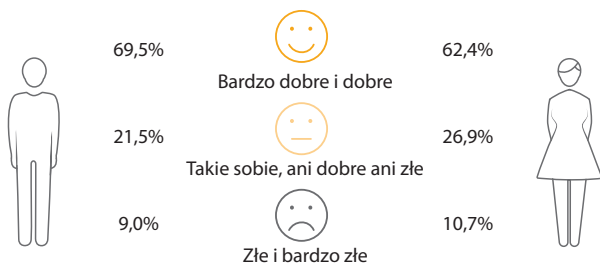 69,5%
62,4%
Bardzo dobre i dobre
21,5%
26,9%
Takie sobie, ani dobre ani złe
9,0%
10,7%
Złe i bardzo złe